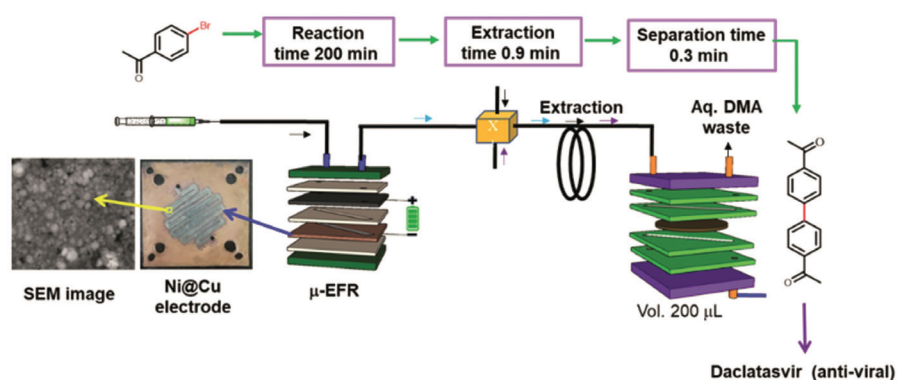 Br
O
Reaction
time 200 min
Extraction
time 0.9 min
Separation time
0.3 min
X
Extraction
Aq. DMA
waste
+
−
SEM image
Ni@Cu
electrode
μ-EFR
Vol. 200 μL
O
O
Daclatasvir (anti-viral)